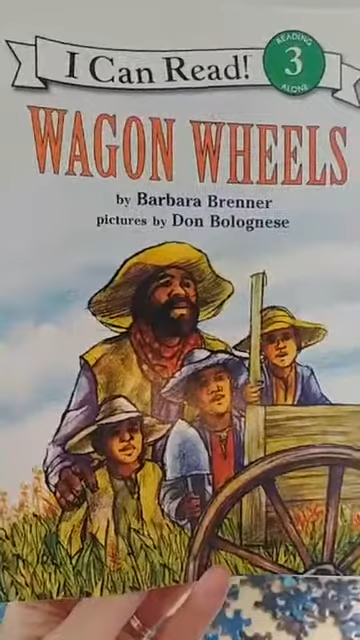 I Can Read!
READING
3
ALONE
WAGON WHEELS
by Barbara Brenner
pictures by Don Bolognese